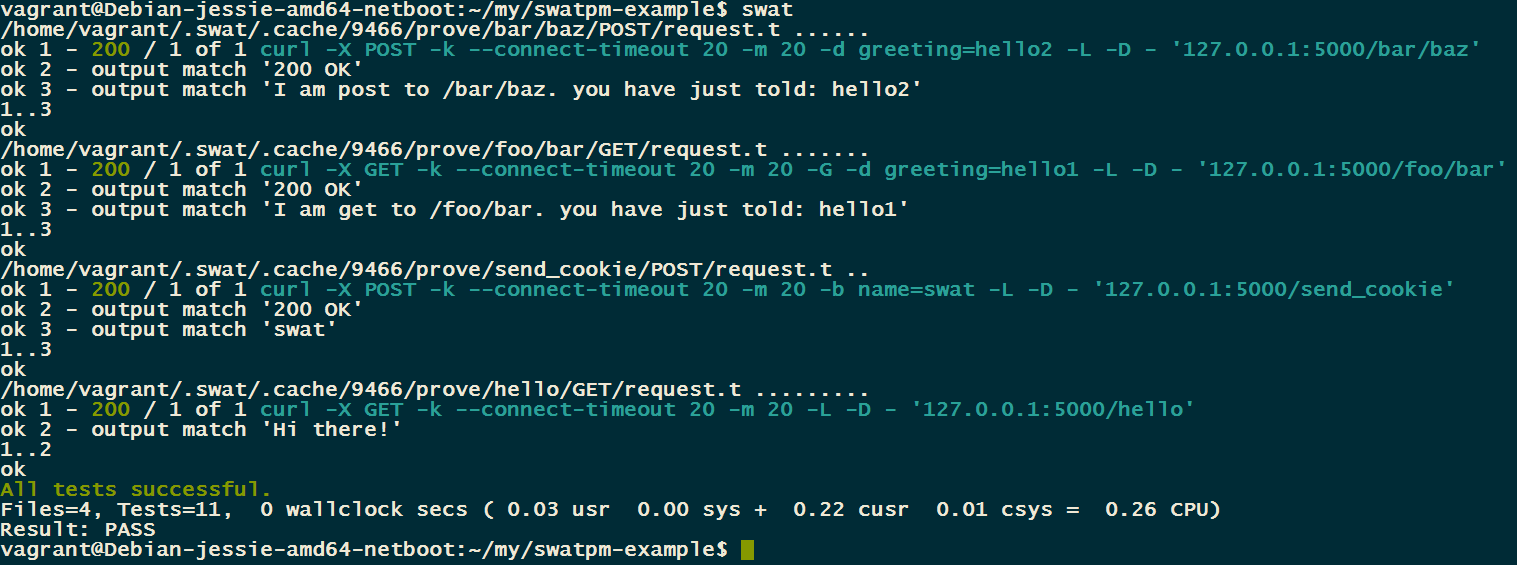 vagrant@Debian-jessie-amd64-netboot:~/my/swatpm-example$ swat
/home/vagrant/.swat/.cache/9466/prove/bar/baz/POST/request.t ......
ok 1 - 200 / 1 of 1 curl -X POST -k --connect-timeout 20 -m 20 -d greeting=hello2 -L -D - '127.0.0.1:5000/bar/baz'
ok 2 - output match '200 OK'
ok 3 - output match 'I am post to /bar/baz. you have just told: hello2'
1..3
ok
/home/vagrant/.swat/.cache/9466/prove/foo/bar/GET/request.t .......
ok 1 - 200 / 1 of 1 curl -X GET -k --connect-timeout 20 -m 20 -G -d greeting=hello1 -L -D - '127.0.0.1:5000/foo/bar'
ok 2 - output match '200 OK'
ok 3 - output match 'I am get to /foo/bar. you have just told: hello1'
1..3
ok
/home/vagrant/.swat/.cache/9466/prove/send_cookie/POST/request.t ..
ok 1 - 200 / 1 of 1 curl -X POST -k --connect-timeout 20 -m 20 -b name=swat -L -D - '127.0.0.1:5000/send_cookie'
ok 2 - output match '200 OK'
ok 3 - output match 'swat'
1..3
ok
/home/vagrant/.swat/.cache/9466/prove/hello/GET/request.t .........
ok 1 - 200 / 1 of 1 curl -X GET -k --connect-timeout 20 -m 20 -L -D - '127.0.0.1:5000/hello'
ok 2 - output match 'Hi there!'
1..2
ok
All tests successful.
Files=4, Tests=11,  0 wallclock secs ( 0.03 usr  0.00 sys +  0.22 cusr  0.01 csys =  0.26 CPU)
Result: PASS
vagrant@Debian-jessie-amd64-netboot:~/my/swatpm-example$